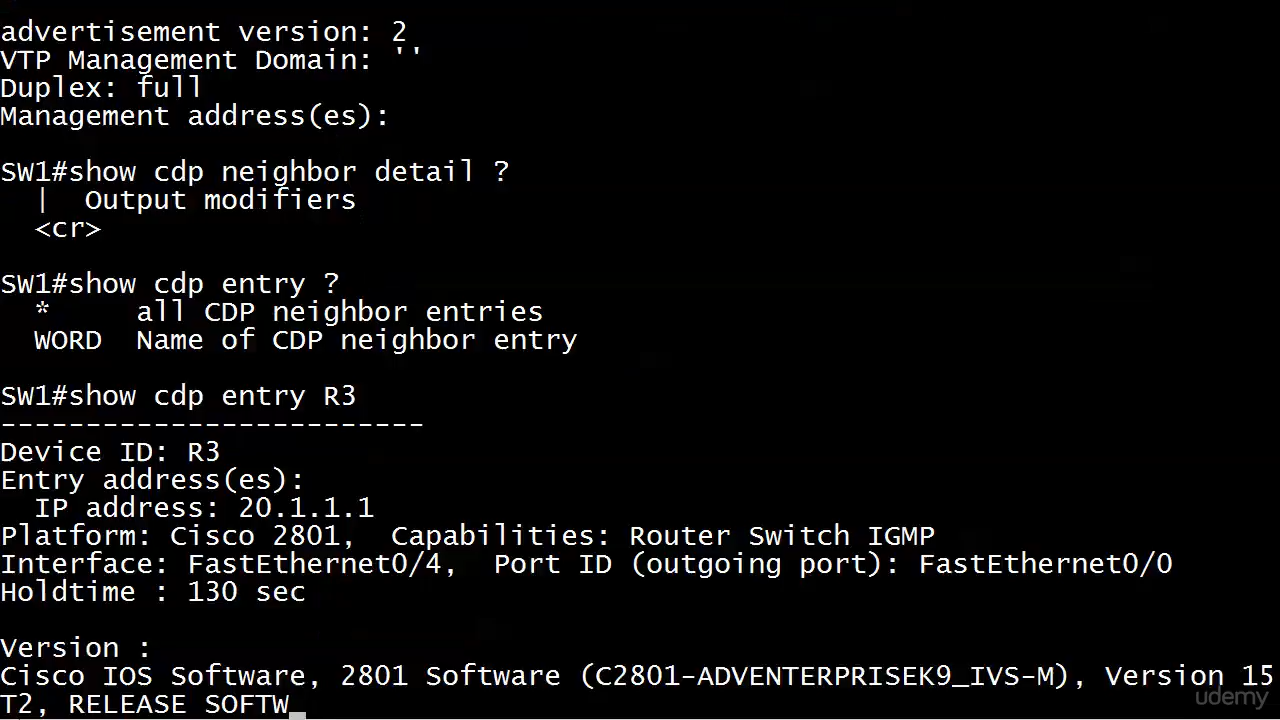 advertisement version: 2
VTP Management Domain: ''
Duplex: full
Management address(es):
SW1#show cdp neighbor detail ?
| Output modifiers
<cr>
SW1#show cdp entry ?
* all CDP neighbor entries
WORD Name of CDP neighbor entry
SW1#show cdp entry R3
-------------------------
Device ID: R3
Entry address(es):
IP address: 20.1.1.1
Platform: Cisco 2801, Capabilities: Router Switch IGMP
Interface: FastEthernet0/4, Port ID (outgoing port): FastEthernet0/0
Holdtime : 130 sec
Version :
Cisco IOS Software, 2801 Software (C2801-ADVENTERPRISEK9_IVS-M), Version 15
T2, RELEASE SOFTW
udemy